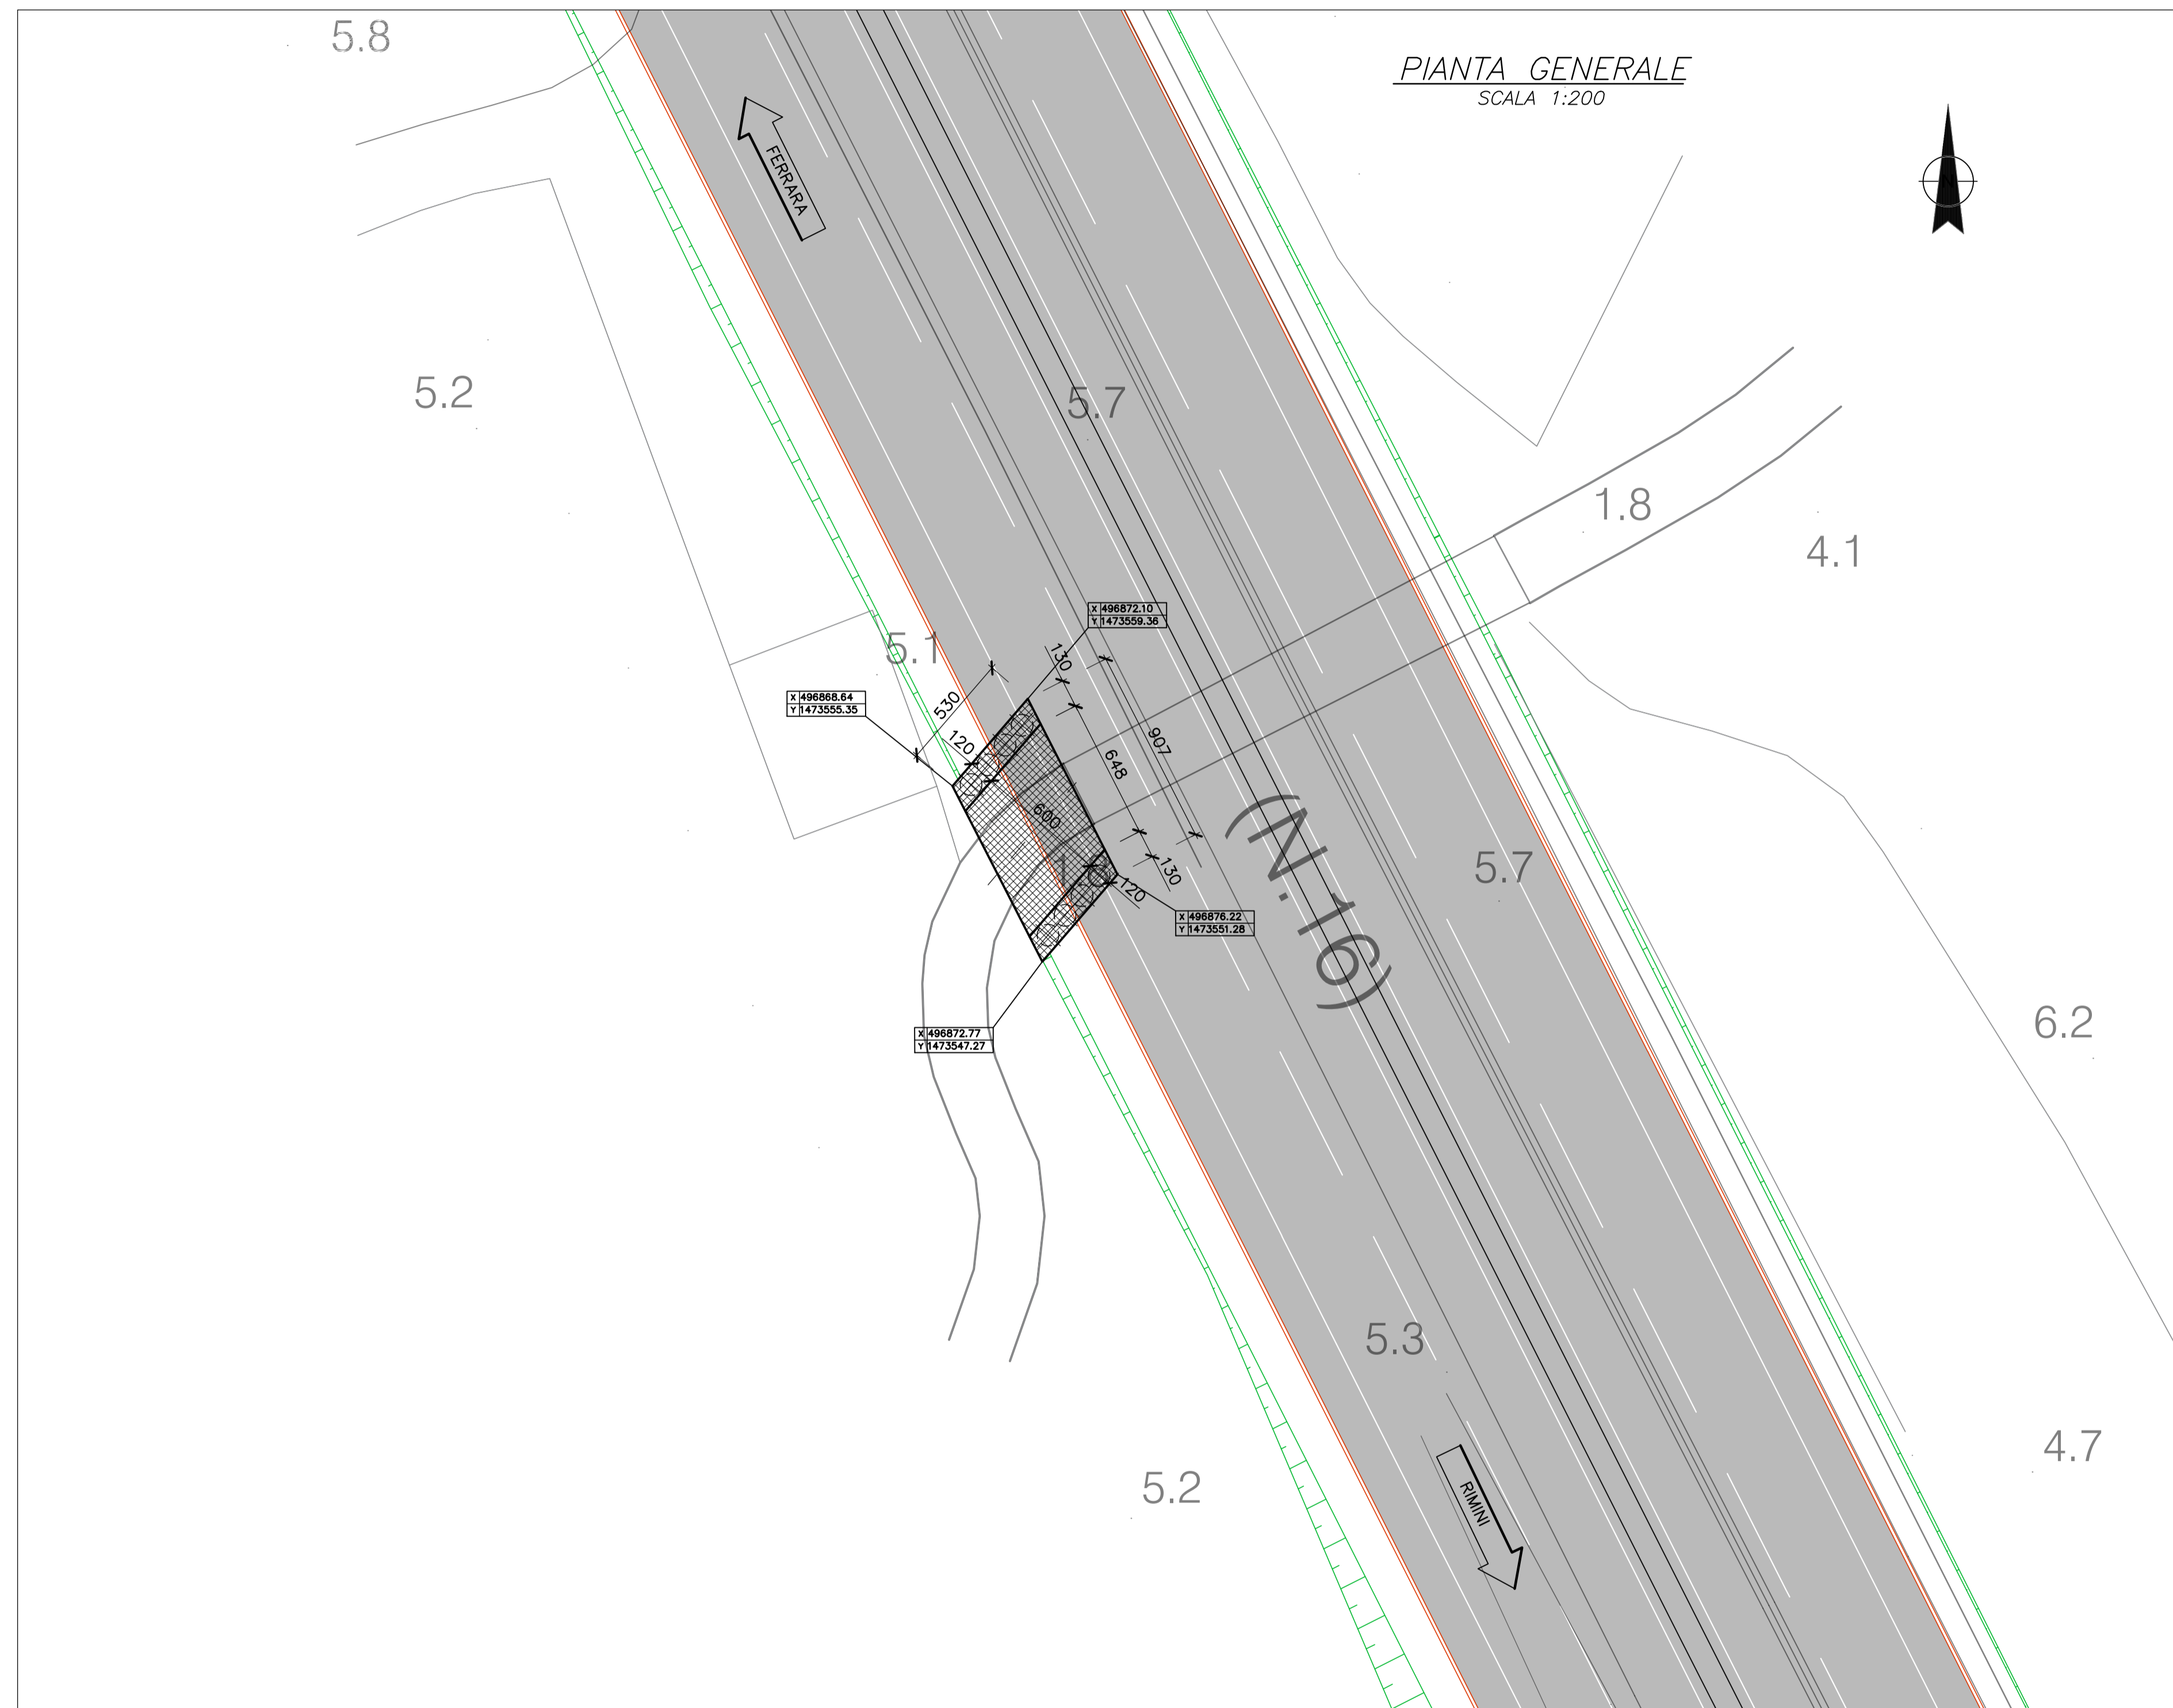 5.8
PIANTA GENERALE
SCALA 1:200
FERRARA
5.2
5.7
1.8
4.1
X 496872.10
Y 1473559.36
5.1
130
X 496868.64
Y 1473555.35
530
120
907
648
600
130
120
5.7
(N.16)
X 496876.22
Y 1473551.28
X 496872.77
Y 1473547.27
6.2
5.3
4.7
5.2
RIMINI